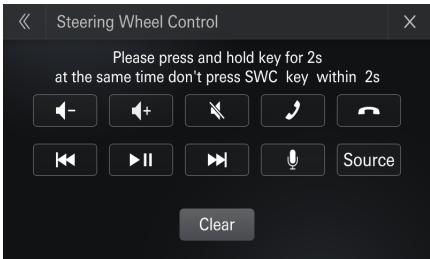 Steering Wheel Control
Please press and hold key for 2s
at the same time don't press SWC key within 2s
Source
Clear